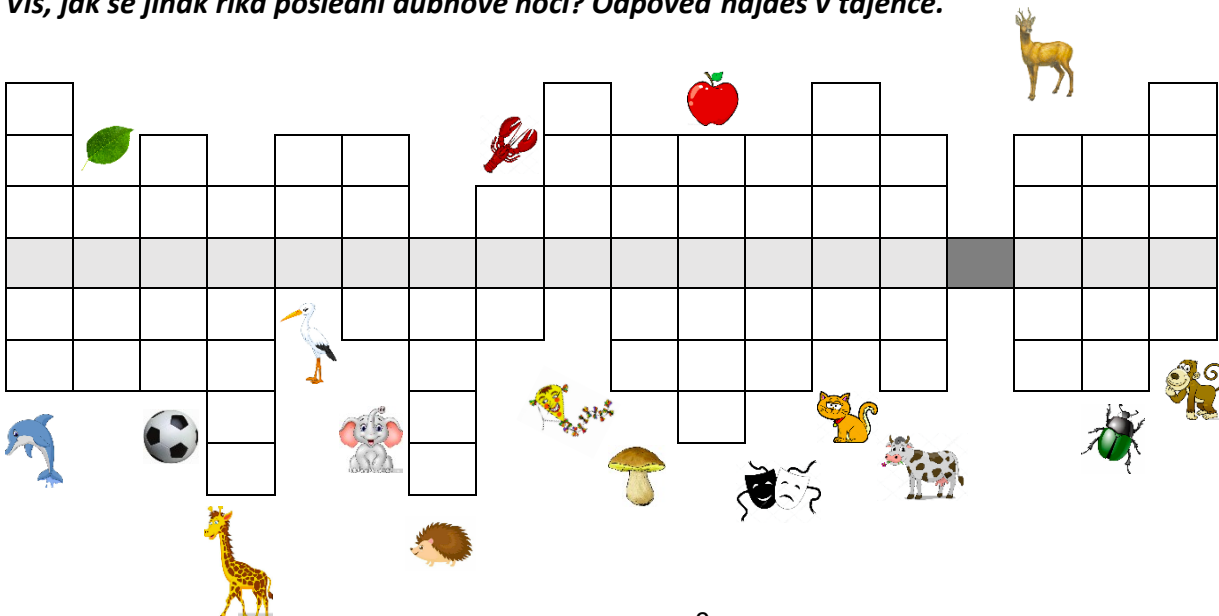 Víš, jak se jinak říká poslední dubnové noci? Odpověď najdeš v tajence.